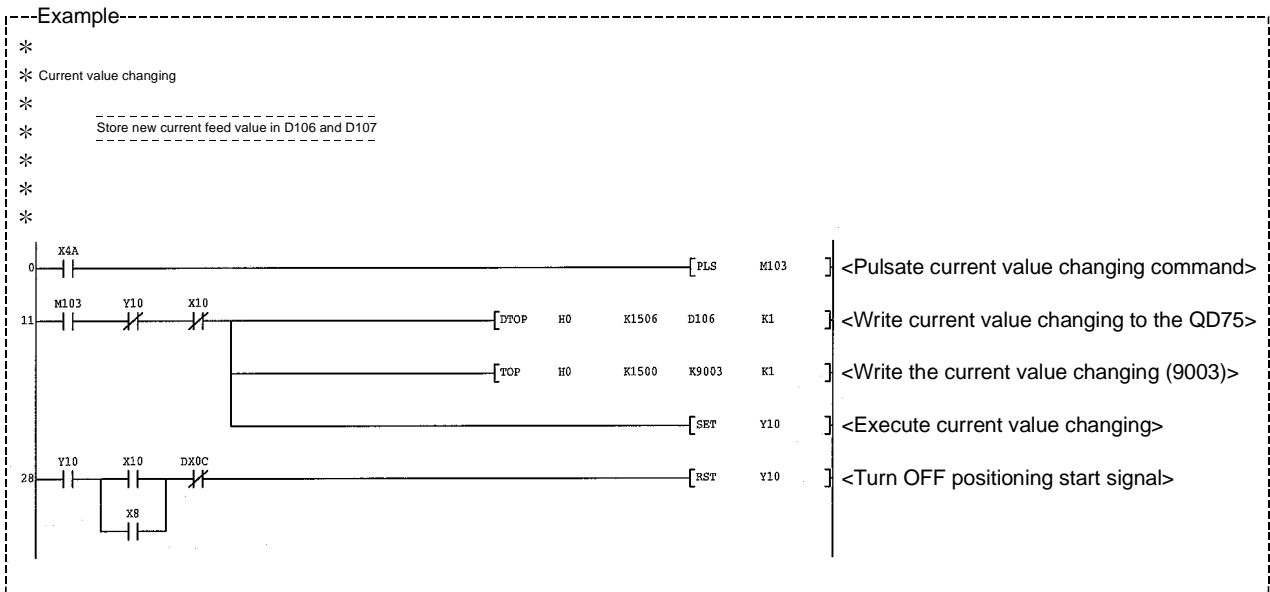 Example
*
* Current value changing
*
* Store new current feed value in D106 and D107
*
*
*
X4A
0 [PLS M103 ] <Pulsate current value changing command>
M103 Y10 X10
11 [DTOP H0 K1506 D106 K1 ] <Write current value changing to the QD75>
[TOP H0 K1500 K9003 K1 ] <Write the current value changing (9003)>
[SET Y10 ] <Execute current value changing>
Y10 X10 DX0C
28 [RST Y10 ] <Turn OFF positioning start signal>
X8